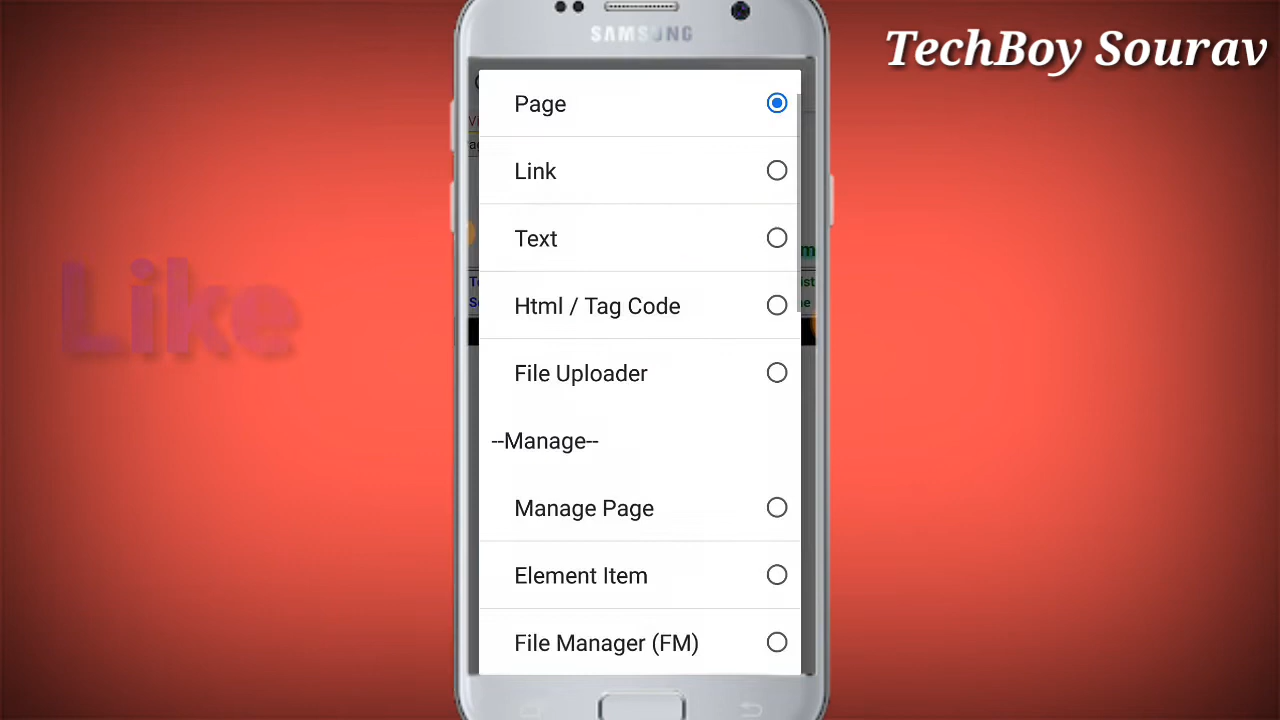 SAMSUNG
TechBoy Sourav
Page
Link
Text
Html / Tag Code
File Uploader
--Manage--
Manage Page
Element Item
File Manager (FM)
Like